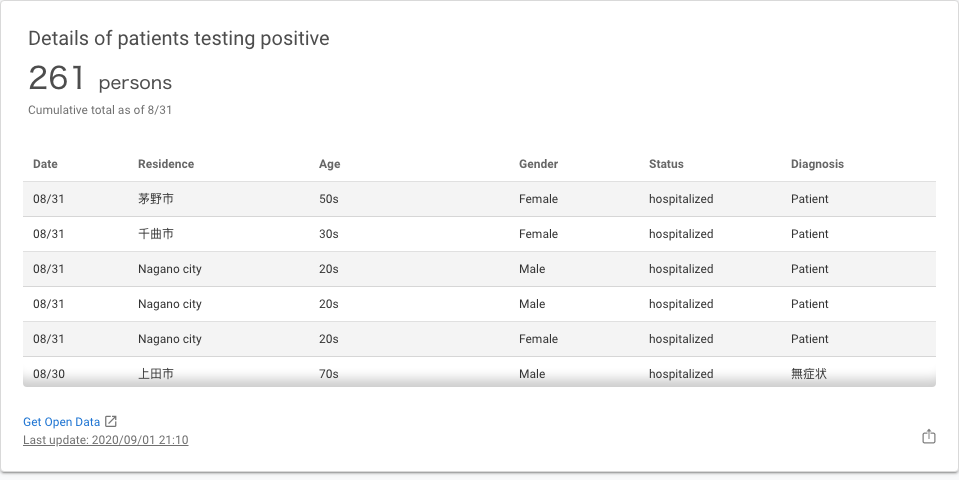 Details of patients testing positive
261 persons
Cumulative total as of 8/31
Date Residence Age Gender Status Diagnosis
08/31 茅野市 50s Female hospitalized Patient
08/31 千曲市 30s Female hospitalized Patient
08/31 Nagano city 20s Male hospitalized Patient
08/31 Nagano city 20s Male hospitalized Patient
08/31 Nagano city 20s Female hospitalized Patient
08/30 上田市 70s Male hospitalized 無症状
Get Open Data
Last update: 2020/09/01 21:10